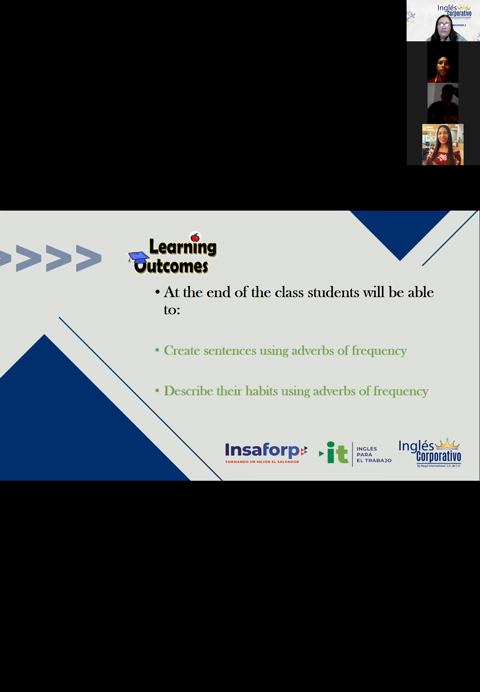 Inglés
Corporativo
Learning
Outcomes
• At the end of the class students will be able
to:
• Create sentences using adverbs of frequency
• Describe their habits using adverbs of frequency
Insaforp
FORMANDO UN MEJOR EL SALVADOR
it
INGLÉS
PARA
EL TRABAJO
Inglés
Corporativo